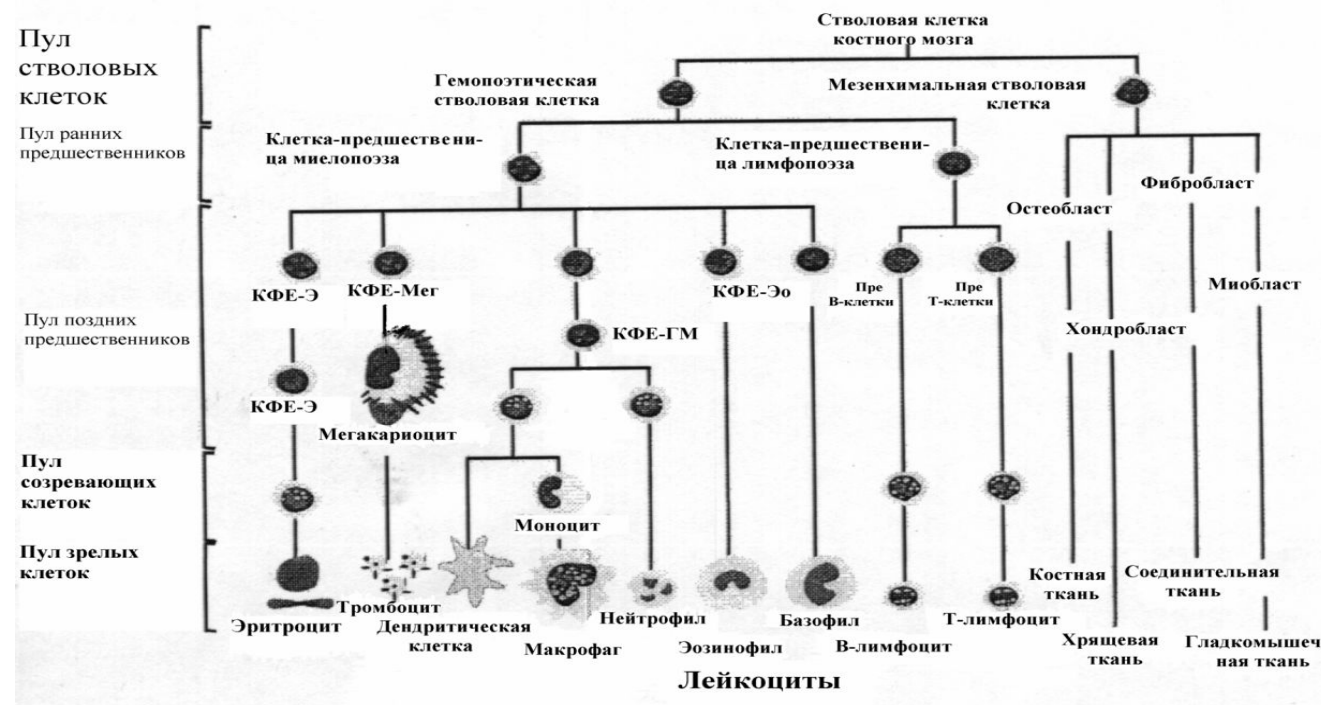 Стволовая клетка
костного мозга
Пул
стволовых
клеток
Гемопоэтическая
стволовая клетка
Мезенхимальная стволовая
клетка
Пул ранних
предшественников
Клетка-предшествени-
ца миелопоэза
Клетка-предшествени-
ца лимфопоэза
Фибробласт
Остеобласт
КФЕ-Э
КФЕ-Мег
КФЕ-Эо
Пре
В-клетки
Пре
Т-клетки
Миобласт
Пул поздних
предшественников
КФЕ-ГМ
Хондробласт
КФЕ-Э
Мегакариоцит
Пул
созревающих
клеток
Моноцит
Пул зрелых
клеток
Костная
ткань
Соединительная
ткань
Эритроцит
Тромбоцит
Дендритическая
клетка
Макрофаг
Нейтрофил
Эозинофил
Базофил
В-лимфоцит
Т-лимфоцит
Хрящевая
ткань
Гладкомышеч
ная ткань
Лейкоциты